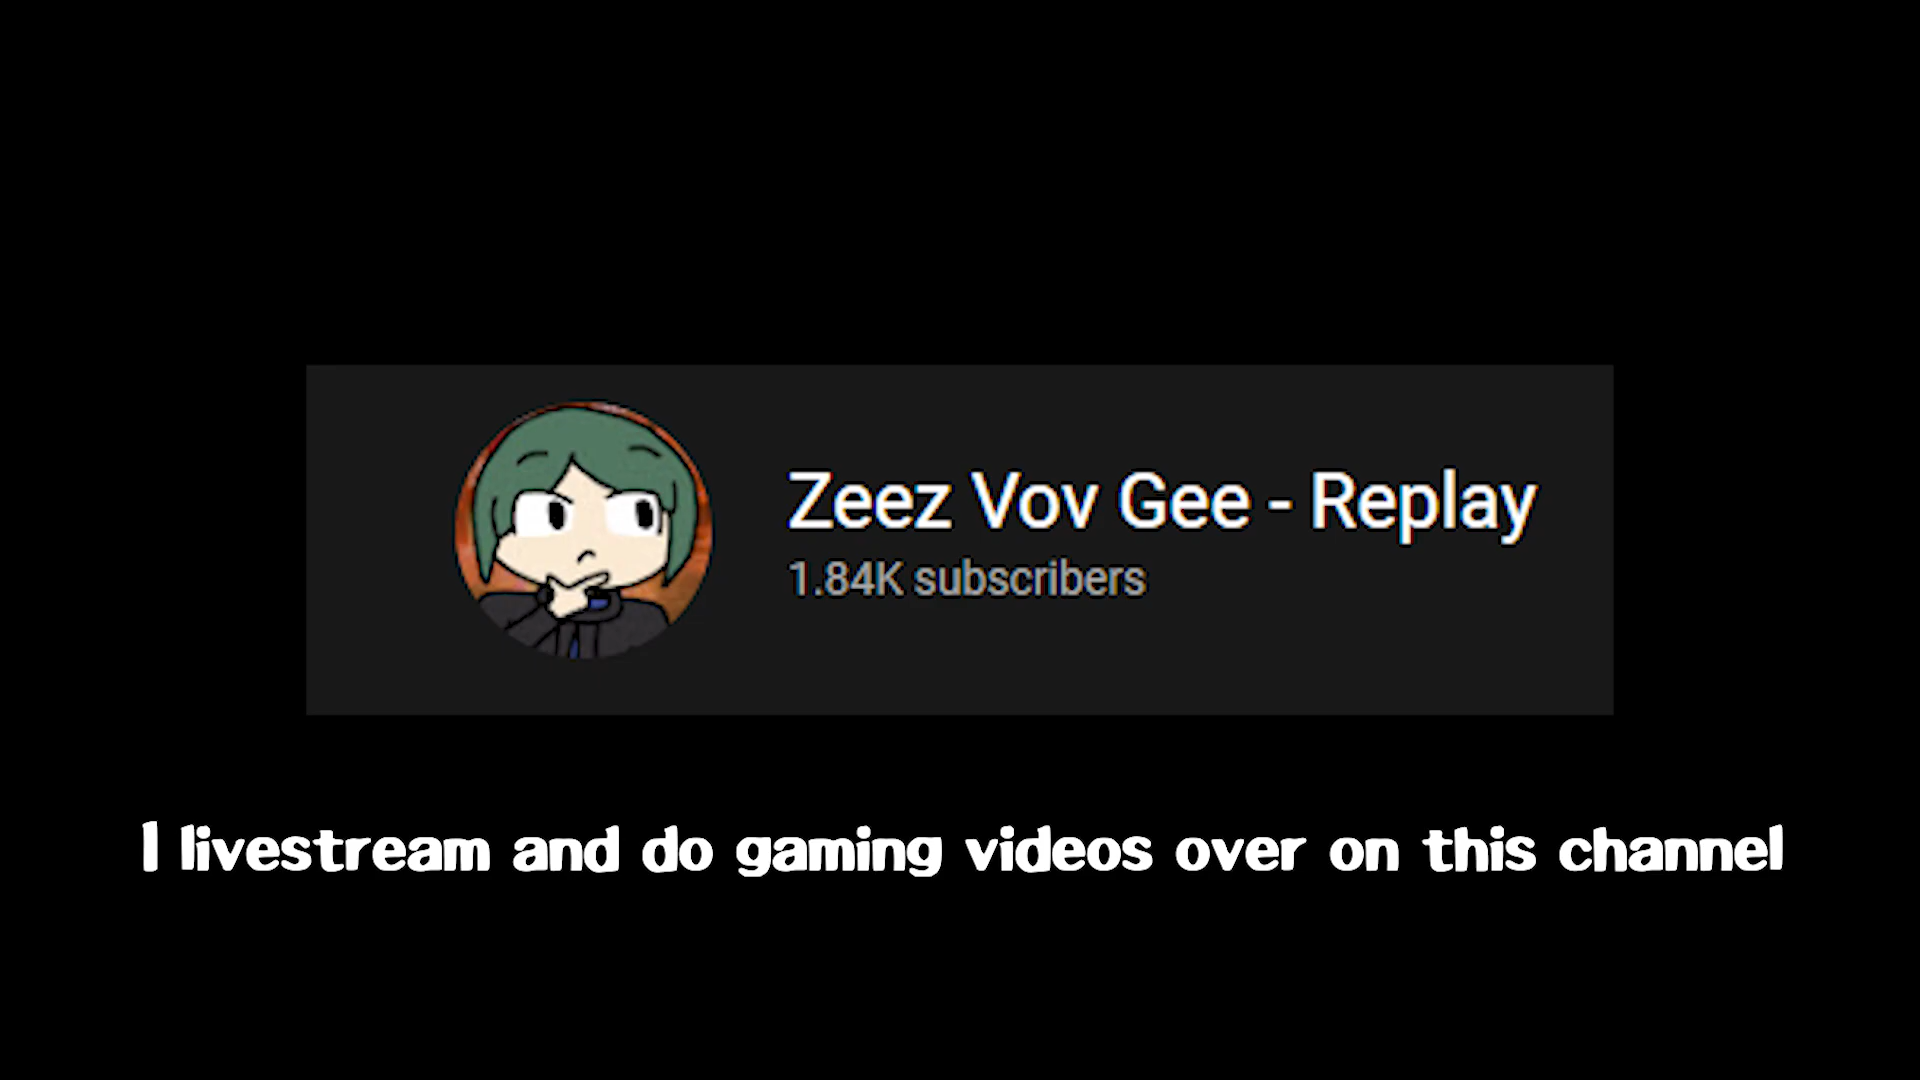 Zeez Vov Gee - Replay
1.84K subscribers
I livestream and do gaming videos over on this channel